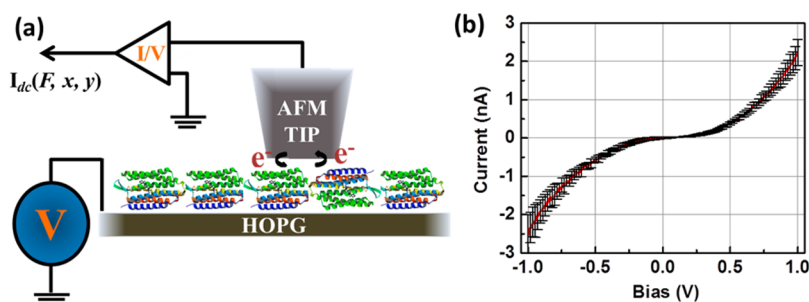 (a)
I/V
I_dc(F, x, y)
AFM
TIP
e- e-
V
HOPG
(b)
3
2
1
0
-1
-2
-3
Current (nA)
-1.0 -0.5 0.0 0.5 1.0
Bias (V)